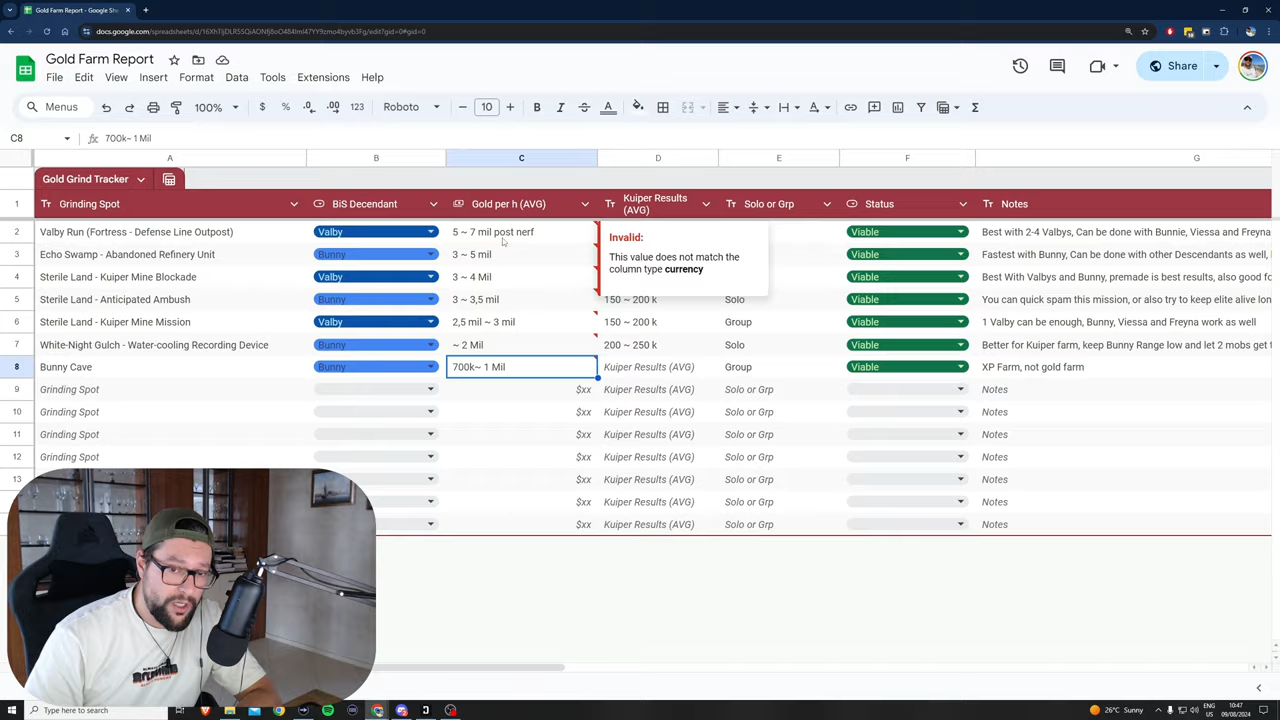 Gold Farm Report - Google She
docs.google.com/spreadsheets/d/
Gold Farm Report
File Edit View Insert Format Data Tools Extensions Help
Share
Menus 100% $ % .0 .00 123 Roboto 10
C8 fx 700k~ 1 Mil
A B C D E F G
Gold Grind Tracker
1 Grinding Spot BiS Decendant Gold per h (AVG) Kuiper Results (AVG) Solo or Grp Status Notes
2 Valby Run (Fortress - Defense Line Outpost) Valby 5 ~ 7 mil post nerf Viable Best with 2-4 Valbys, Can be done with Bunnie, Viessa and Freyna
3 Echo Swamp - Abandoned Refinery Unit Bunny 3 ~ 5 mil Viable Fastest with Bunny, Can be done with other Descendants as well,
4 Sterile Land - Kuiper Mine Blockade Valby 3 ~ 4 Mil Viable Best With Valbys and Bunny, premade is best results, also good fo
Invalid:
This value does not match the
column type currency
5 Sterile Land - Anticipated Ambush Bunny 3 ~ 3,5 mil 150 ~ 200 k Solo Viable You can quick spam this mission, or also try to keep elite alive lon
6 Sterile Land - Kuiper Mine Mission Valby 2,5 mil ~ 3 mil 150 ~ 200 k Group Viable 1 Valby can be enough, Bunny, Viessa and Freyna work as well
7 White-Night Gulch - Water-cooling Recording Device Bunny ~ 2 Mil 200 ~ 250 k Solo Viable Better for Kuiper farm, keep Bunny Range low and let 2 mobs get t
8 Bunny Cave Bunny 700k~ 1 Mil Kuiper Results (AVG) Group Viable XP Farm, not gold farm
9 Grinding Spot $xx Kuiper Results (AVG) Solo or Grp Notes
10 Grinding Spot $xx Kuiper Results (AVG) Solo or Grp Notes
11 Grinding Spot $xx Kuiper Results (AVG) Solo or Grp Notes
12 Grinding Spot $xx Kuiper Results (AVG) Solo or Grp Notes
13 $xx Kuiper Results (AVG) Solo or Grp Notes
$xx Kuiper Results (AVG) Solo or Grp Notes
$xx Kuiper Results (AVG) Solo or Grp Notes
Type here to search
26°C Sunny
ENG
US
10:47
09/08/2024